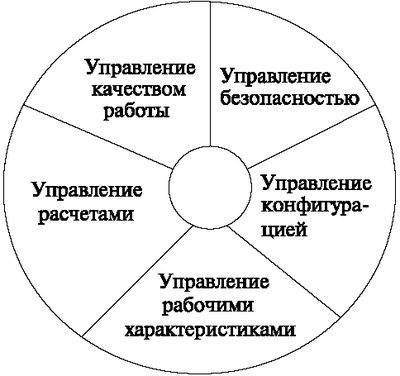 Управление
качеством
работы
Управление
безопасностью
Управление
расчетами
Управление
конфигура-
цией
Управление
рабочими
характеристиками